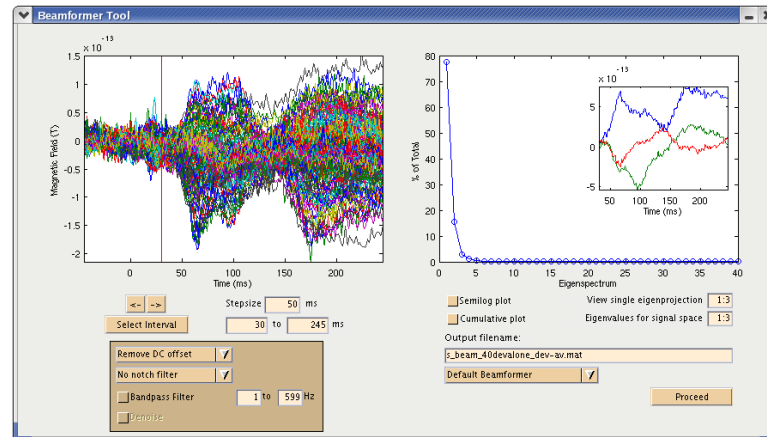 Beamformer Tool
x 10 -13
1.5
1
0.5
0
-0.5
-1
-1.5
-2
Magnetic Field (T)
0
50
100
150
200
Time (ms)
80
70
60
50
40
30
20
10
0
% of Total
0
5
10
15
20
25
30
35
40
Eigenspectrum
x 10 -13
5
0
-5
50
100
150
200
Time (ms)
<- ->
Stepsize 50 ms
Select Interval 30 to 245 ms
Remove DC offset
No notch filter
Bandpass Filter 1 to 599 Hz
Denoise
Semilog plot View single eigenprojection 1:3
Cumulative plot Eigenvalues for signal space 1:3
Output filename:
s_beam_40devalone_dev-av.mat
Default Beamformer
Proceed